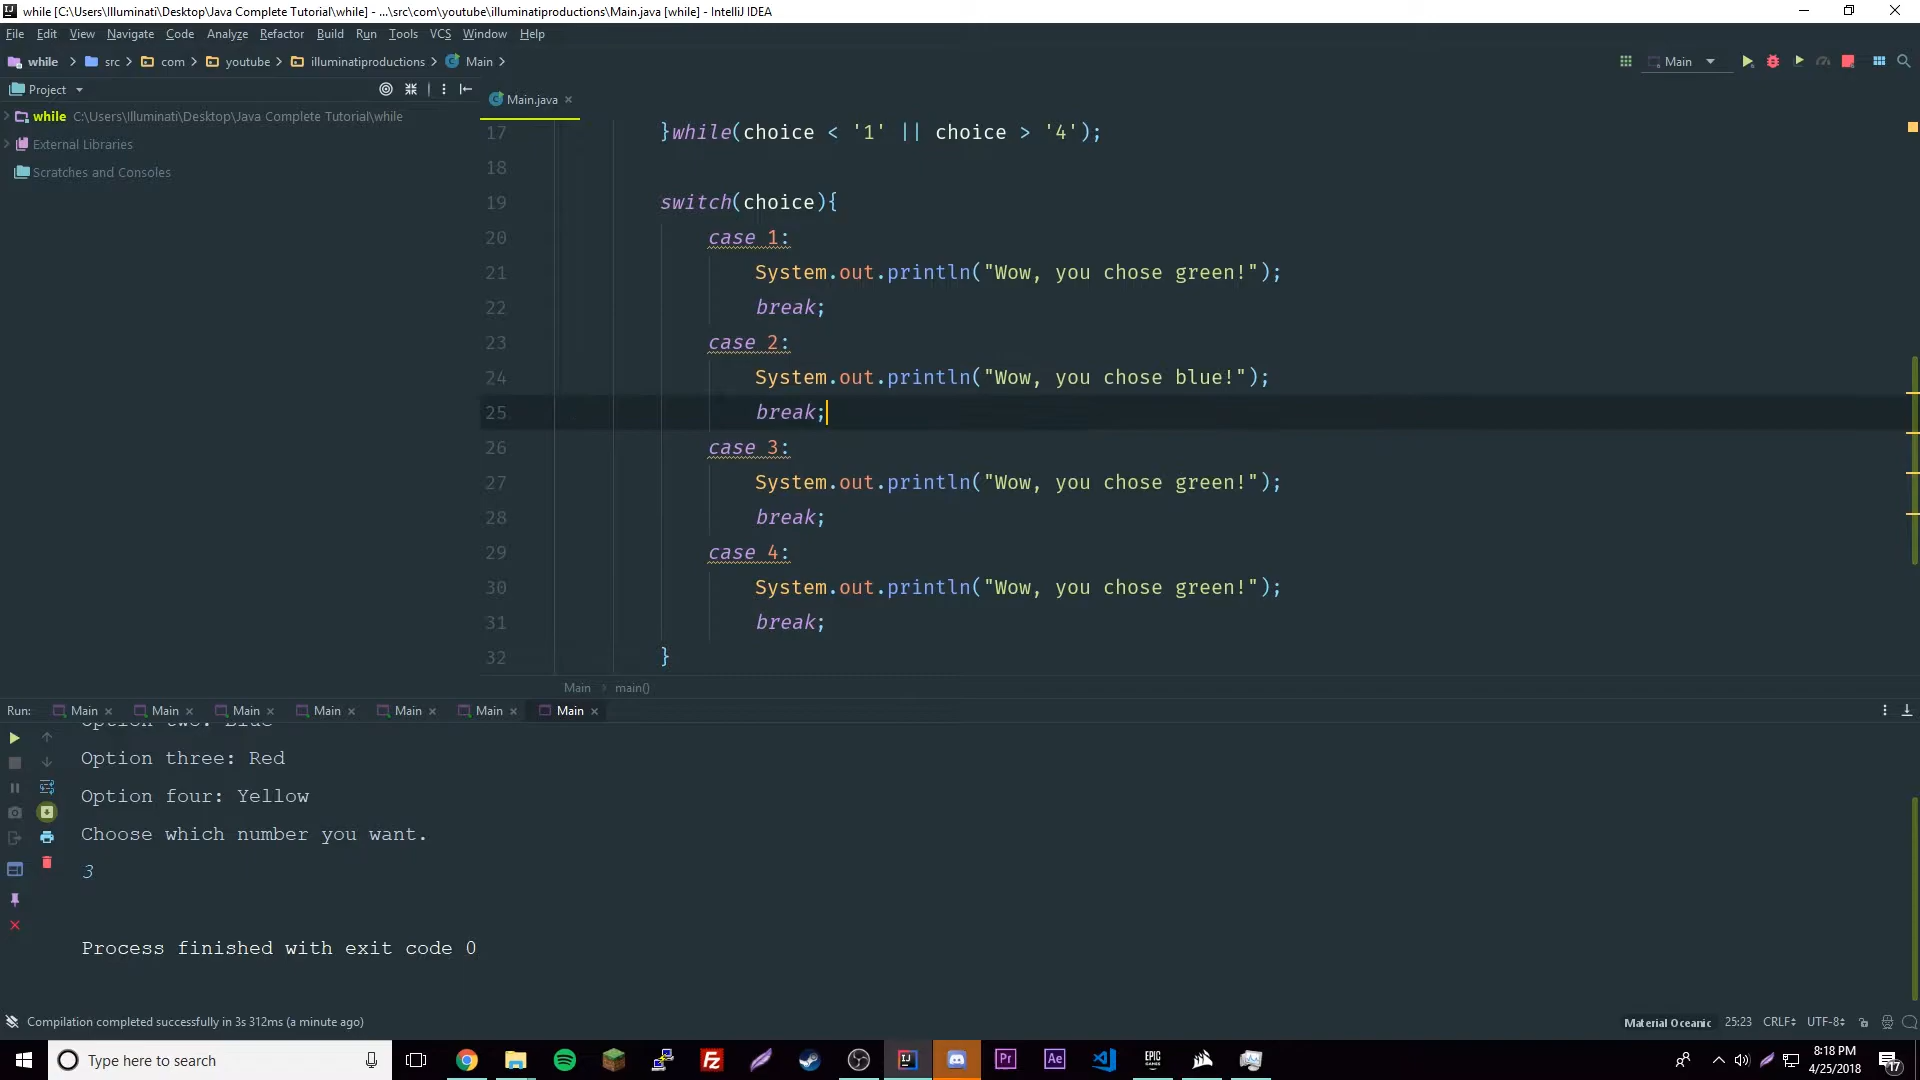 while [C:\Users\Illuminati\Desktop\Java Complete Tutorial\while] - ...\src\com\youtube\illuminatiproductions\Main.java [while] - IntelliJ IDEA
File Edit View Navigate Code Analyze Refactor Build Run Tools VCS Window Help
while src com youtube illuminatiproductions Main
Main
Project
Main.java
while C:\Users\Illuminati\Desktop\Java Complete Tutorial\while
External Libraries
Scratches and Consoles
17 }while(choice < '1' || choice > '4');
18
19 switch(choice){
20 case 1:
21 System.out.println("Wow, you chose green!");
22 break;
23 case 2:
24 System.out.println("Wow, you chose blue!");
25 break;
26 case 3:
27 System.out.println("Wow, you chose green!");
28 break;
29 case 4:
30 System.out.println("Wow, you chose green!");
31 break;
32 }
Main main()
Run: Main Main Main Main Main Main Main
Option two: Blue
Option three: Red
Option four: Yellow
Choose which number you want.
3
Process finished with exit code 0
Compilation completed successfully in 3s 312ms (a minute ago)
Material Oceanic 25:23 CRLF UTF-8
Type here to search
Pr
Ae
EPIC GAMES
8:18 PM
4/25/2018
17